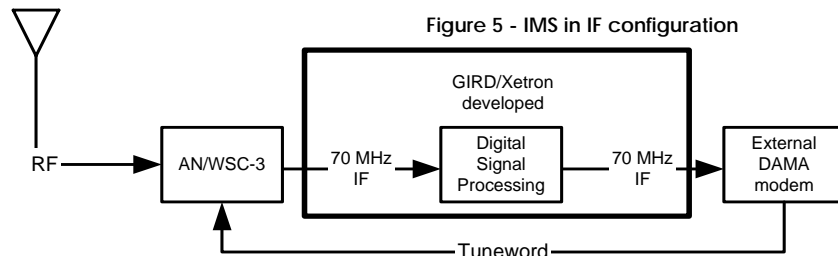 Figure 5 - IMS in IF configuration
GIRD/Xetron
developed
RF
AN/WSC-3
70 MHz
IF
Digital
Signal
Processing
70 MHz
IF
External
DAMA
modem
Tuneword